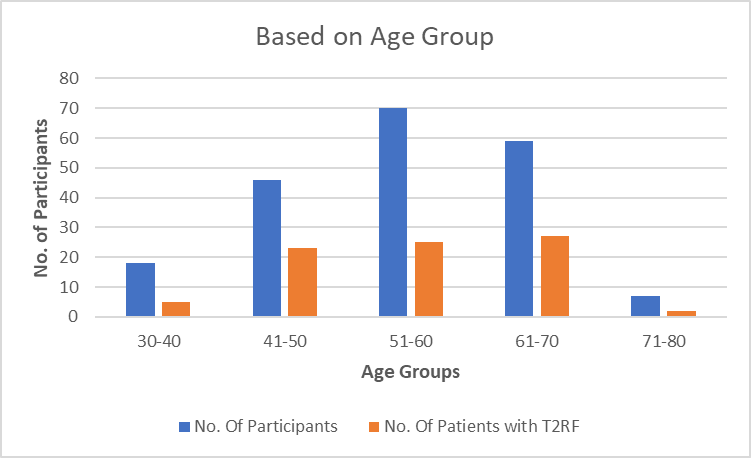 Based on Age Group
80
70
60
50
40
30
20
10
0
No. of Participants
30-40 41-50 51-60 61-70 71-80
Age Groups
No. Of Participants No. Of Patients with T2RF